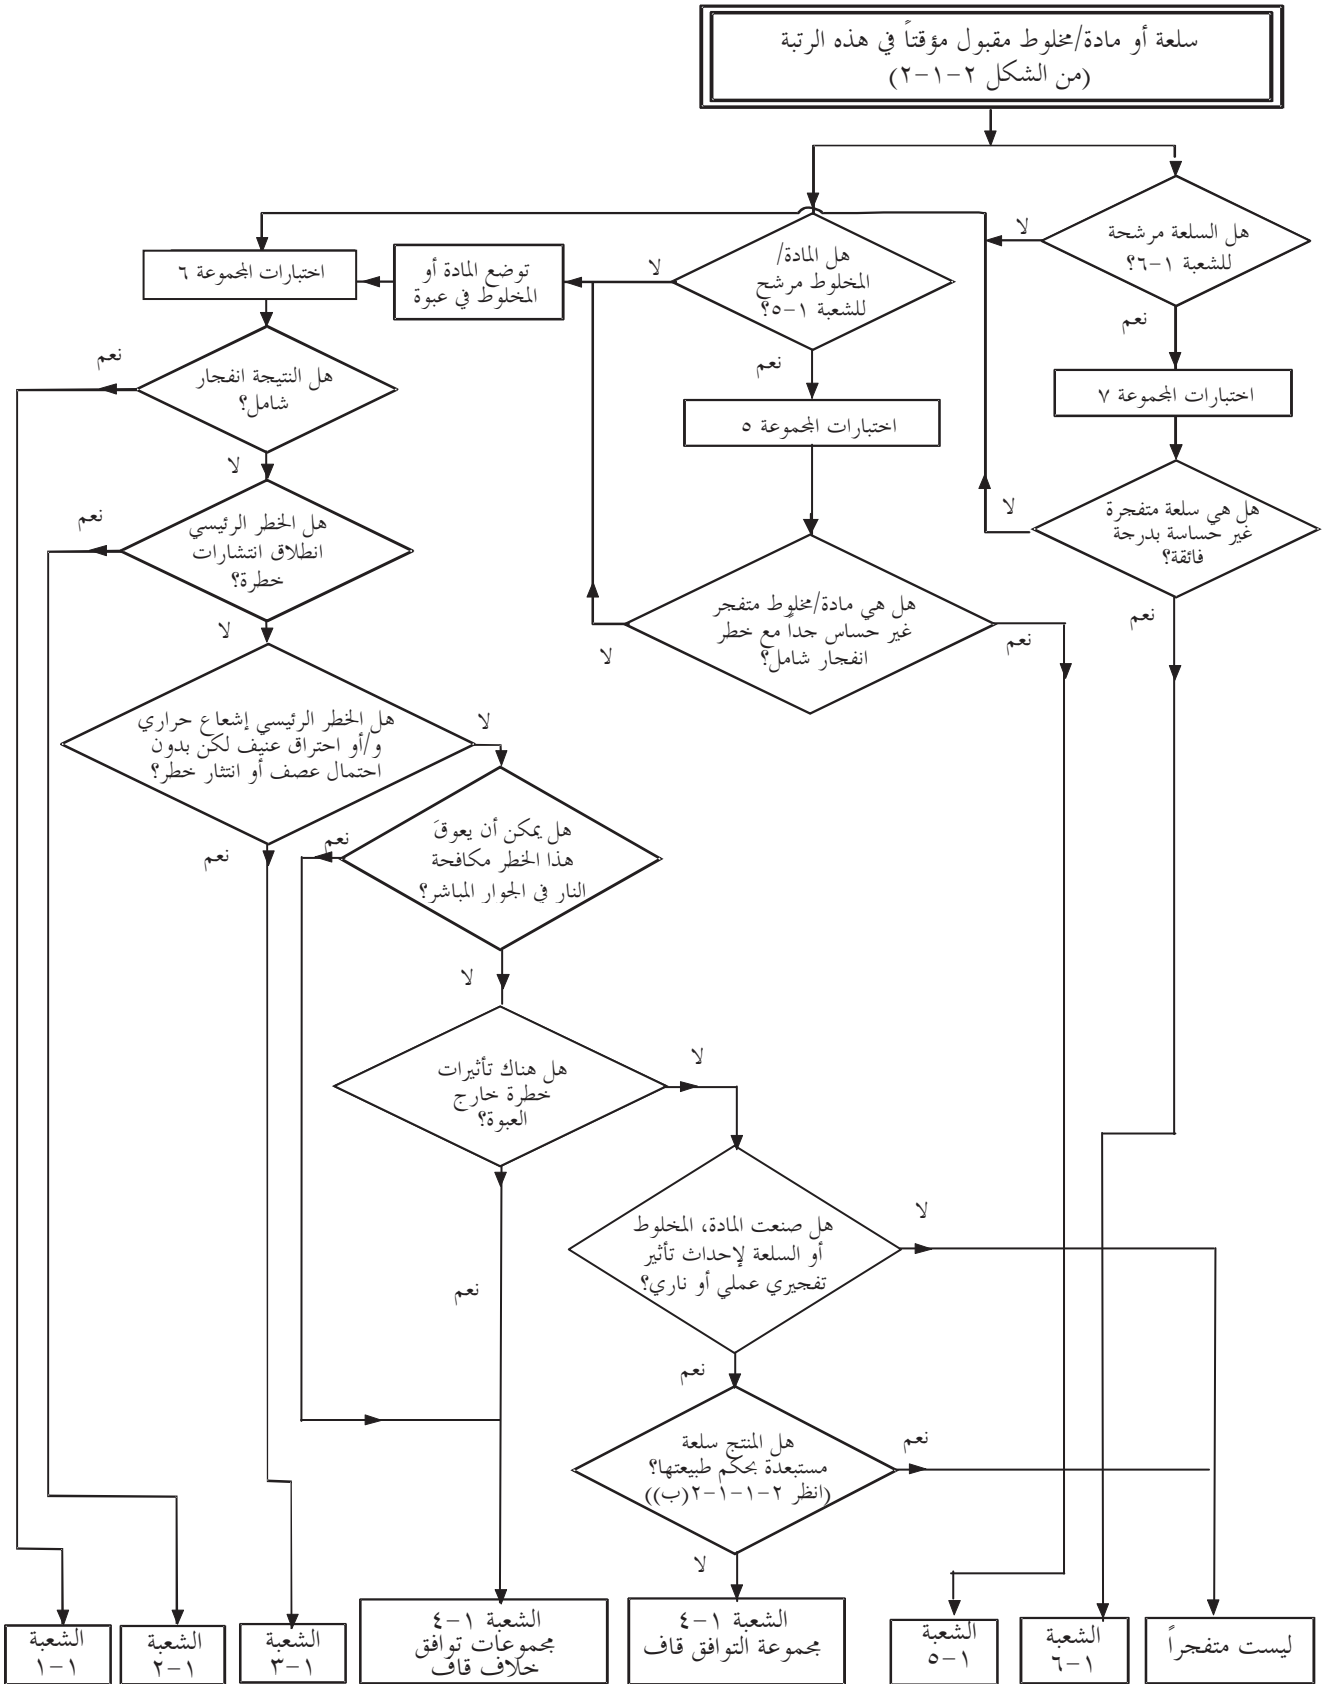 سلعة أو مادة/مخلوط مقبول مؤقتاً في هذه الرتبة
(من الشكل ٢-١-٢)
هل السلعة مرشحة
للشعبة ١-٦؟
لا
نعم
اختبارات المجموعة ٧
هل هي سلعة متفجرة
غير حساسة بدرجة
فائقة؟
لا
نعم
هل المادة/
المخلوط مرشح
للشعبة ١-٥؟
لا
نعم
اختبارات المجموعة ٥
هل هي مادة/مخلوط متفجر
غير حساس جداً مع خطر
انفجار شامل؟
لا
نعم
توضع المادة أو
المخلوط في عبوة
اختبارات المجموعة ٦
هل النتيجة انفجار
شامل؟
نعم
لا
هل الخطر الرئيسي
انطلاق انتشارات
خطرة؟
نعم
لا
هل الخطر الرئيسي إشعاع حراري
و/أو احتراق عنيف لكن بدون
احتمال عصف أو انتثار خطر؟
لا
نعم
هل يمكن أن يعوقَ
هذا الخطر مكافحة
النار في الجوار المباشر؟
نعم
لا
هل هناك تأثيرات
خطرة خارج
العبوة؟
لا
نعم
هل صنعت المادة، المخلوط
أو السلعة لإحداث تأثير
تفجيري عملي أو ناري؟
لا
نعم
هل المنتج سلعة
مستبعدة بحكم طبيعتها؟
(انظر ٢-١-١-٢(ب))
نعم
لا
ليست متفجراً
الشعبة
١-٦
الشعبة
١-٥
الشعبة ١-٤
مجموعة التوافق قاف
الشعبة ١-٤
مجموعات توافق
خلاف قاف
الشعبة
١-٣
الشعبة
١-٢
الشعبة
١-١